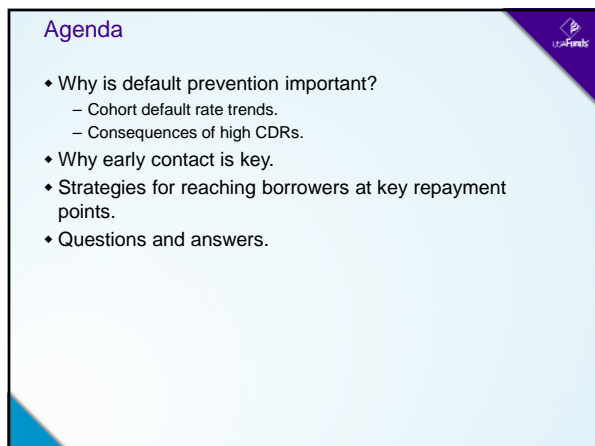 Agenda
USAFunds
◆ Why is default prevention important?
– Cohort default rate trends.
– Consequences of high CDRs.
◆ Why early contact is key.
◆ Strategies for reaching borrowers at key repayment
points.
◆ Questions and answers.